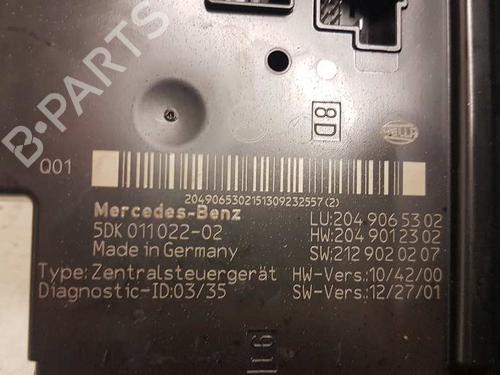 8D
HELLA
B-PARTS
Q01
2049065302151309232557(2)
Mercedes-Benz LU:204 906 53 02
5DK 011 022-02 HW:204 901 23 02
Made in Germany SW:212 902 02 07
Type: Zentralsteuergerät HW-Vers.: 10/42/00
Diagnostic-ID:03/35 SW-Vers.: 12/27/01